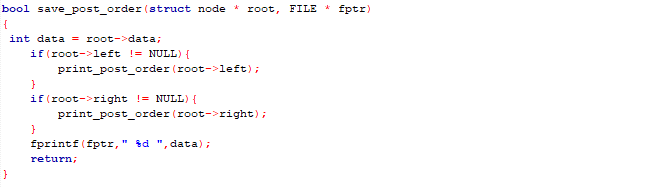 bool save_post_order(struct node * root, FILE * fptr)
{
 int data = root->data;
    if(root->left != NULL){
        print_post_order(root->left);
    }
    if(root->right != NULL){
        print_post_order(root->right);
    }
    fprintf(fptr," %d ",data);
    return;
}